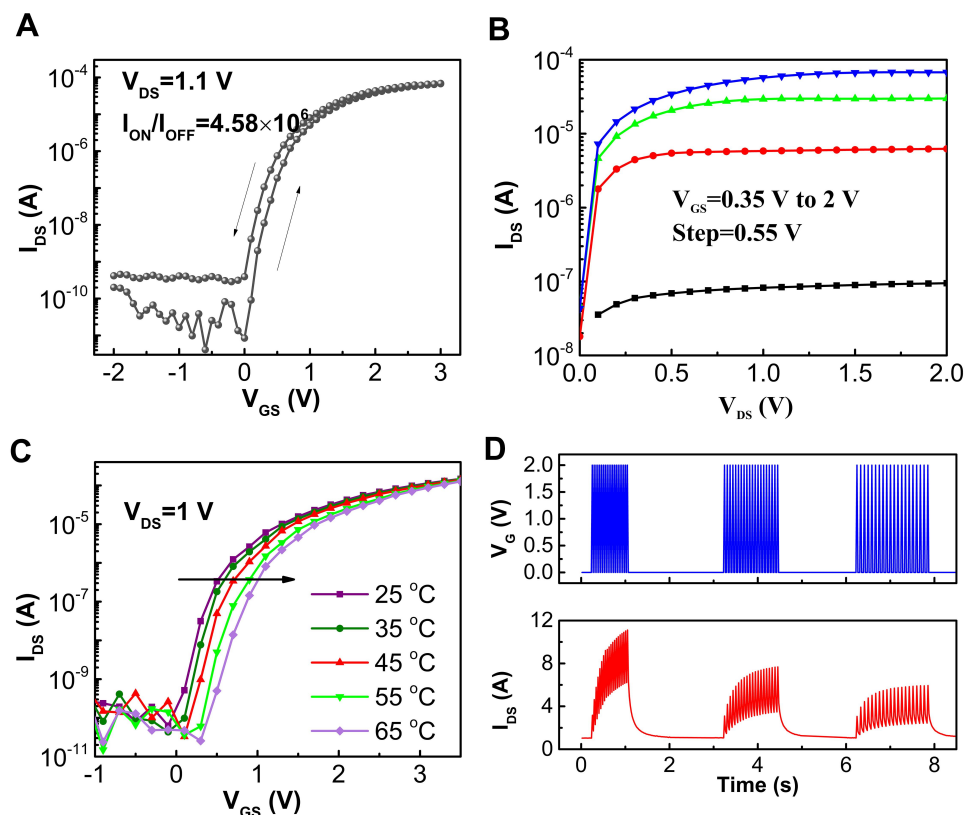 A
V_DS=1.1 V
I_ON/I_OFF=4.58×10^6
10^-4
10^-6
10^-8
10^-10
I_DS (A)
-2 -1 0 1 2 3
V_GS (V)
B
10^-4
10^-5
10^-6
10^-7
10^-8
I_DS (A)
V_GS=0.35 V to 2 V
Step=0.55 V
0.0 0.5 1.0 1.5 2.0
V_DS (V)
C
V_DS=1 V
10^-5
10^-7
10^-9
10^-11
I_DS (A)
25 °C
35 °C
45 °C
55 °C
65 °C
-1 0 1 2 3
V_GS (V)
D
2.0
1.5
1.0
0.5
0.0
V_G (V)
12
8
4
0
I_DS (A)
0 2 4 6 8
Time (s)